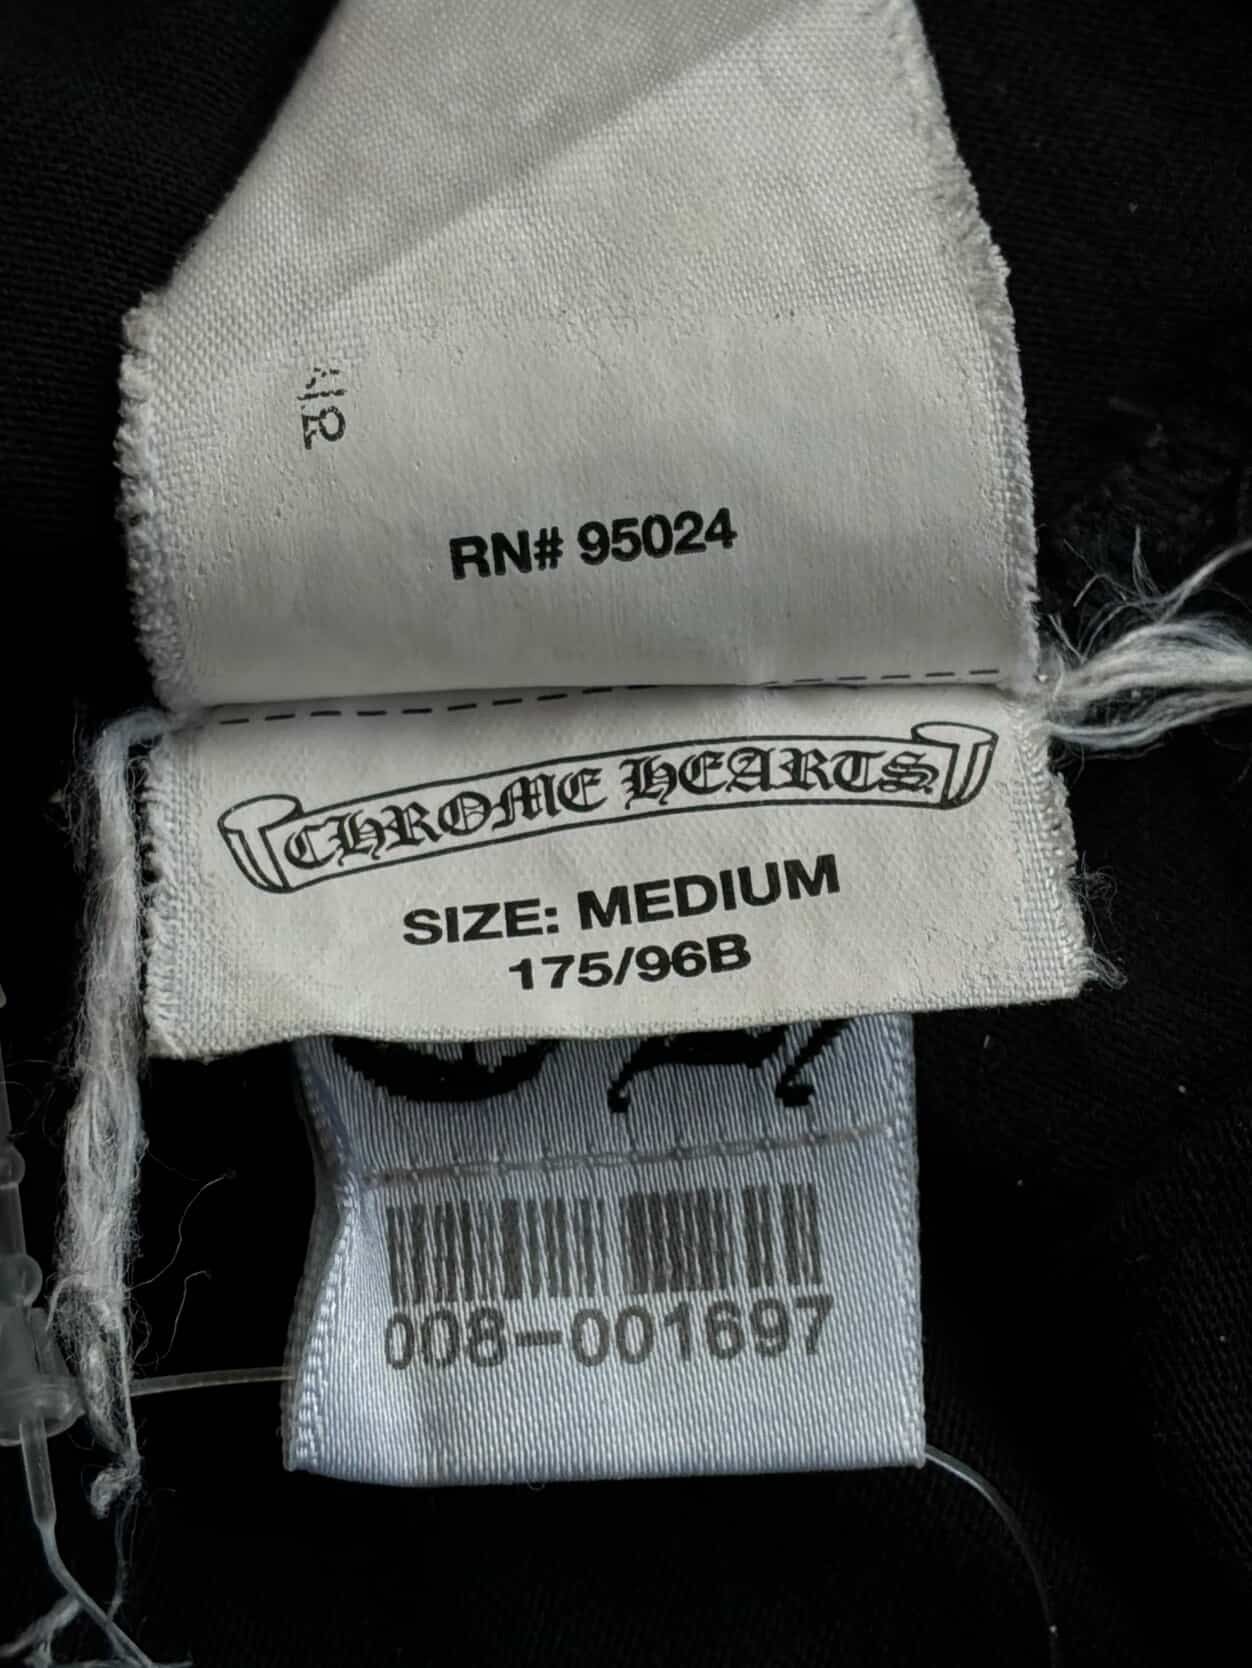 RN# 95024
CHROME HEARTS
SIZE: MEDIUM
175/96B
008-001697